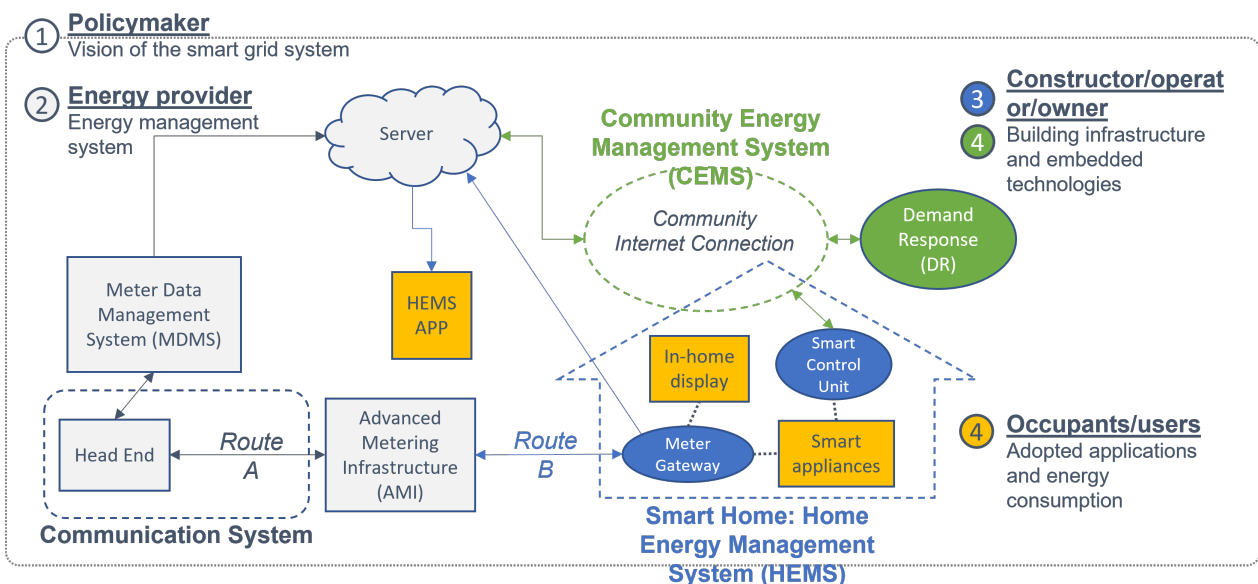 1
Policymaker
Vision of the smart grid system
2
Energy provider
Energy management
system
Server
Community Energy
Management System
(CEMS)
Community
Internet Connection
3
Constructor/operat
or/owner
4
Building infrastructure
and embedded
technologies
Demand
Response
(DR)
Meter Data
Management
System (MDMS)
HEMS
APP
In-home
display
Smart
Control
Unit
Head End
Route
A
Advanced
Metering
Infrastructure
(AMI)
Route
B
Meter
Gateway
Smart
appliances
4
Occupants/users
Adopted applications
and energy
consumption
Communication System
Smart Home: Home
Energy Management
System (HEMS)